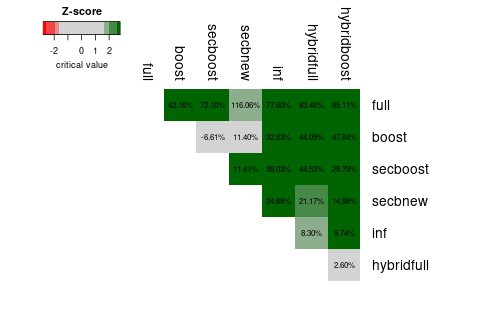 Z-score
-2 0 1 2
critical value
full boost secboost secbnew inf hybridfull hybridboost
42.16% 72.10% 116.06% 77.60% 83.46% 85.11% full
-6.61% 11.40% 32.63% 44.09% 47.94% boost
11.41% 39.03% 44.53% 29.79% secboost
24.68% 21.17% 14.98% secbnew
8.30% 9.74% inf
2.60% hybridfull